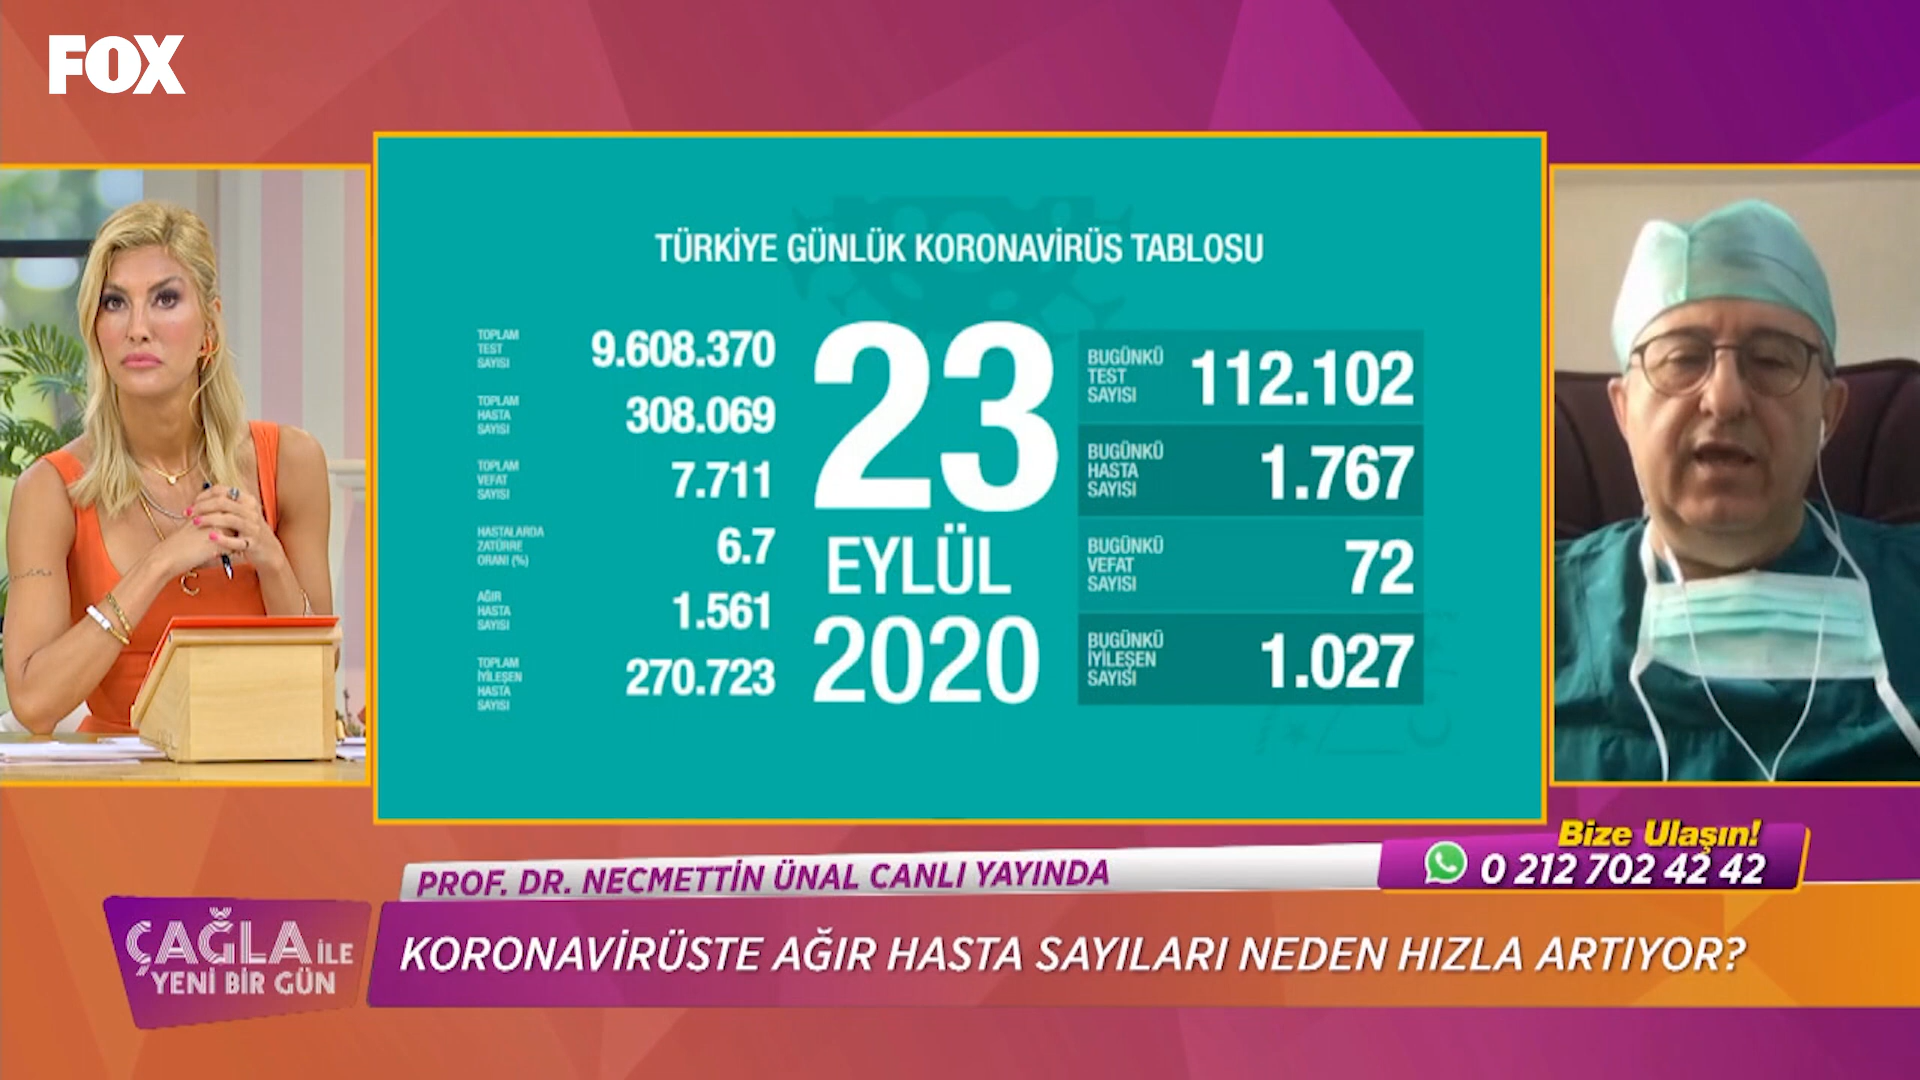 FOX
TÜRKİYE GÜNLÜK KORONAVİRÜS TABLOSU
TOPLAM
TEST
SAYISI
9.608.370
TOPLAM
HASTA
SAYISI
308.069
TOPLAM
VEFAT
SAYISI
7.711
HASTALARDA
ZATÜRRE
ORANI (%)
6.7
AĞIR
HASTA
SAYISI
1.561
TOPLAM
İYİLEŞEN
HASTA
SAYISI
270.723
23
EYLÜL
2020
BUGÜNKÜ
TEST
SAYISI
112.102
BUGÜNKÜ
HASTA
SAYISI
1.767
BUGÜNKÜ
VEFAT
SAYISI
72
BUGÜNKÜ
İYİLEŞEN
SAYISI
1.027
Bize Ulaşın!
0 212 702 42 42
PROF. DR. NECMETTİN ÜNAL CANLI YAYINDA
ÇAĞLA İLE
YENİ BİR GÜN
KORONAVİRÜSTE AĞIR HASTA SAYILARI NEDEN HIZLA ARTIYOR?